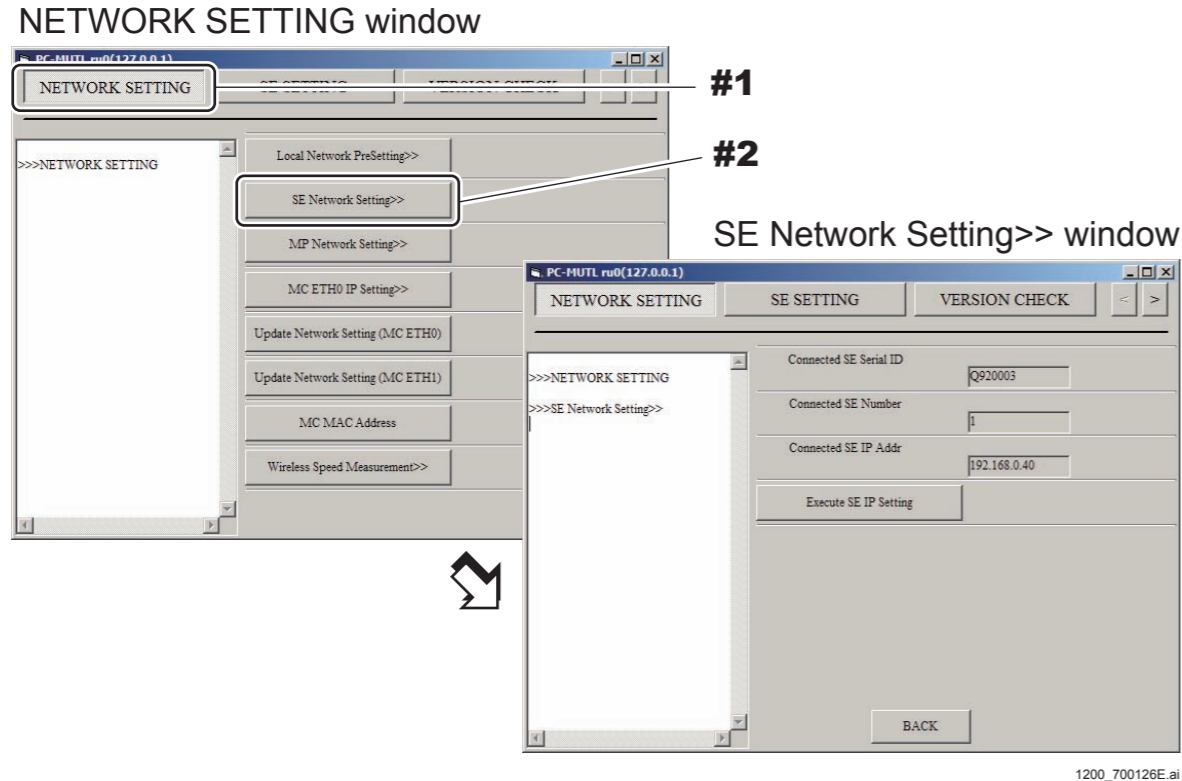 NETWORK SETTING window
PC-MUTL ru0(127.0.0.1)
NETWORK SETTING SE SETTING VERSION CHECK
#1
>>>NETWORK SETTING
Local Network PreSetting>>
#2
SE Network Setting>>
MP Network Setting>>
MC ETH0 IP Setting>>
Update Network Setting (MC ETH0)
Update Network Setting (MC ETH1)
MC MAC Address
Wireless Speed Measurement>>
SE Network Setting>> window
PC-MUTL ru0(127.0.0.1)
NETWORK SETTING SE SETTING VERSION CHECK < >
>>>NETWORK SETTING
>>>SE Network Setting>>
Connected SE Serial ID
Q920003
Connected SE Number
1
Connected SE IP Addr
192.168.0.40
Execute SE IP Setting
BACK
1200_700126E.ai